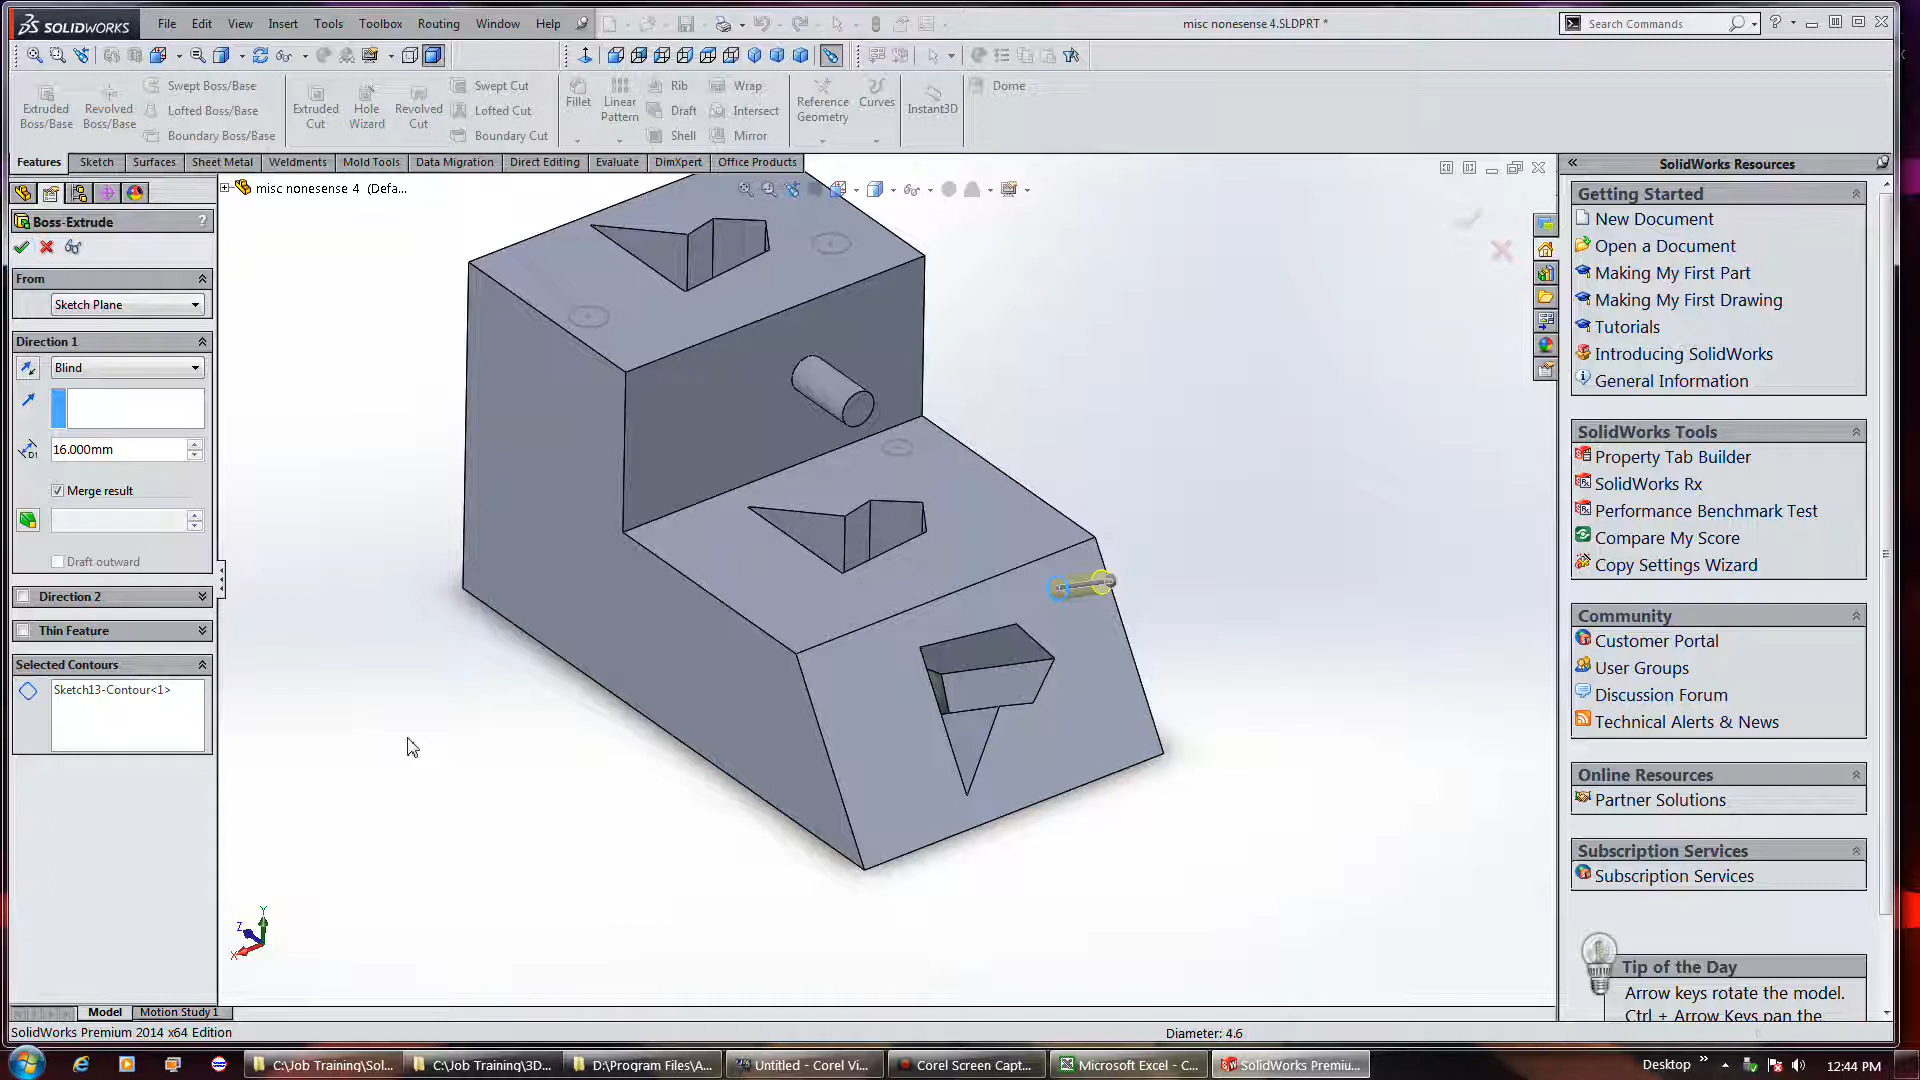 SOLIDWORKS File Edit View Insert Tools Toolbox Routing Window Help misc nonesense 4.SLDPRT * Search Commands
Extruded Boss/Base
Revolved Boss/Base
Swept Boss/Base
Lofted Boss/Base
Boundary Boss/Base
Extruded Cut
Hole Wizard
Revolved Cut
Swept Cut
Lofted Cut
Boundary Cut
Fillet
Linear Pattern
Rib
Draft
Shell
Wrap
Intersect
Mirror
Reference Geometry
Curves
Instant3D
Dome
Features Sketch Surfaces Sheet Metal Weldments Mold Tools Data Migration Direct Editing Evaluate DimXpert Office Products
misc nonesense 4 (Defa...
Boss-Extrude ?
From
Sketch Plane
Direction 1
Blind
D1
16.000mm
Merge result
Draft outward
Direction 2
Thin Feature
Selected Contours
Sketch13-Contour<1>
Y
Z
X
SolidWorks Resources
Getting Started
New Document
Open a Document
Making My First Part
Making My First Drawing
Tutorials
Introducing SolidWorks
General Information
SolidWorks Tools
Property Tab Builder
SolidWorks Rx
Performance Benchmark Test
Compare My Score
Copy Settings Wizard
Community
Customer Portal
User Groups
Discussion Forum
Technical Alerts & News
Online Resources
Partner Solutions
Subscription Services
Subscription Services
Tip of the Day
Arrow keys rotate the model.
Ctrl + Arrow Keys pan the
Model Motion Study 1
SolidWorks Premium 2014 x64 Edition Diameter: 4.6
C:\Job Training\Sol... C:\Job Training\3D... D:\Program Files\A... Untitled - Corel Vi... Corel Screen Capt... Microsoft Excel - C... SolidWorks Premiu... Desktop 12:44 PM